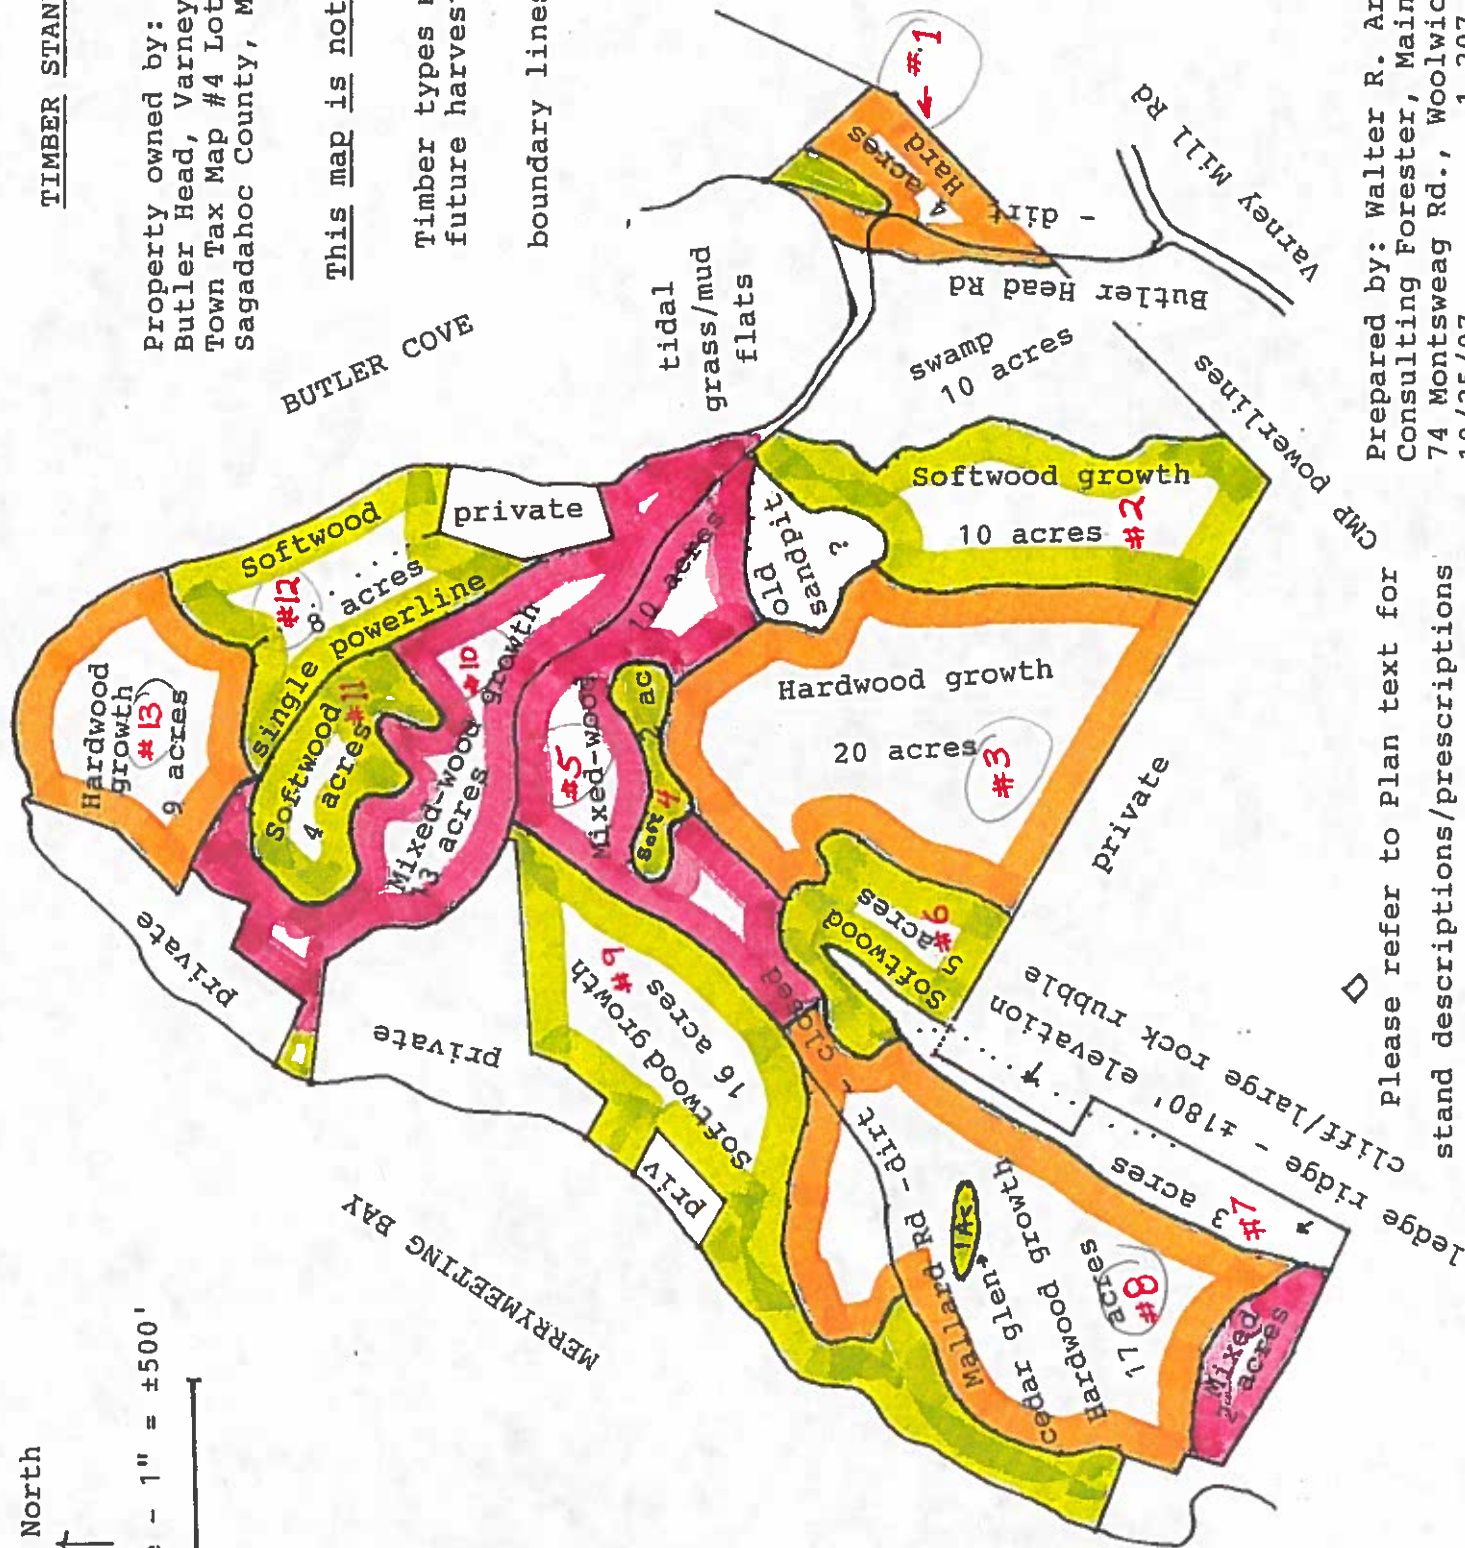 TIMBER STAN
Property owned by:
Butler Head, Varney
Town Tax Map #4 Lot
Sagadahoc County, M
This map is not
Timber types
future harves
boundary lines
North
- 1" = ±500'
BUTLER COVE
tidal
grass/mud
flats
#1
Hard
4 acres
- dirt
Butler Head Rd
Varney Mill Rd
swamp
10 acres
CMP powerlines
Softwood growth
10 acres
#2
old
sandpit
?
Hardwood growth
20 acres
#3
private
private
Softwood
#12
8 acres
single powerline
Hardwood
growth
#13
9 acres
Softwood
#11
4 acres
#10
Mixed-wood growth
13 acres
10 acres
#5
Mixed-wood
Soft 4
2 ac
private
private
Softwood growth
#9
16 acres
priv
MERRYMEETING BAY
Softwood
5 acres
#6
closed
Mallard Rd - dirt
1 Ac
cedar glen
Hardwood growth
17 acres
#8
#7
3 acres
Mixed
2 acres
ledge ridge - ±180' elevation
cliff/large rock rubble
Please refer to Plan text for
stand descriptions/prescriptions
Prepared by: Walter R. Ar
Consulting Forester, Main
74 Montsweag Rd., Woolwic